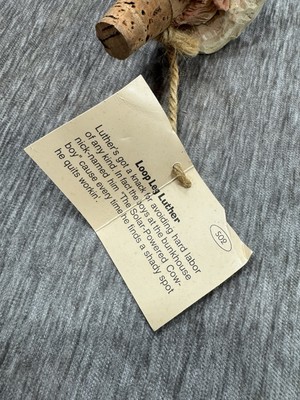 Loop Leg Luther
Luther's got a knack for avoiding hard labor
of any kind. In fact the boys at the bunkhouse
nick-named him "The Solar-Powered Cow-
boy" cause every time he finds a shady spot
he quits workin'.
508